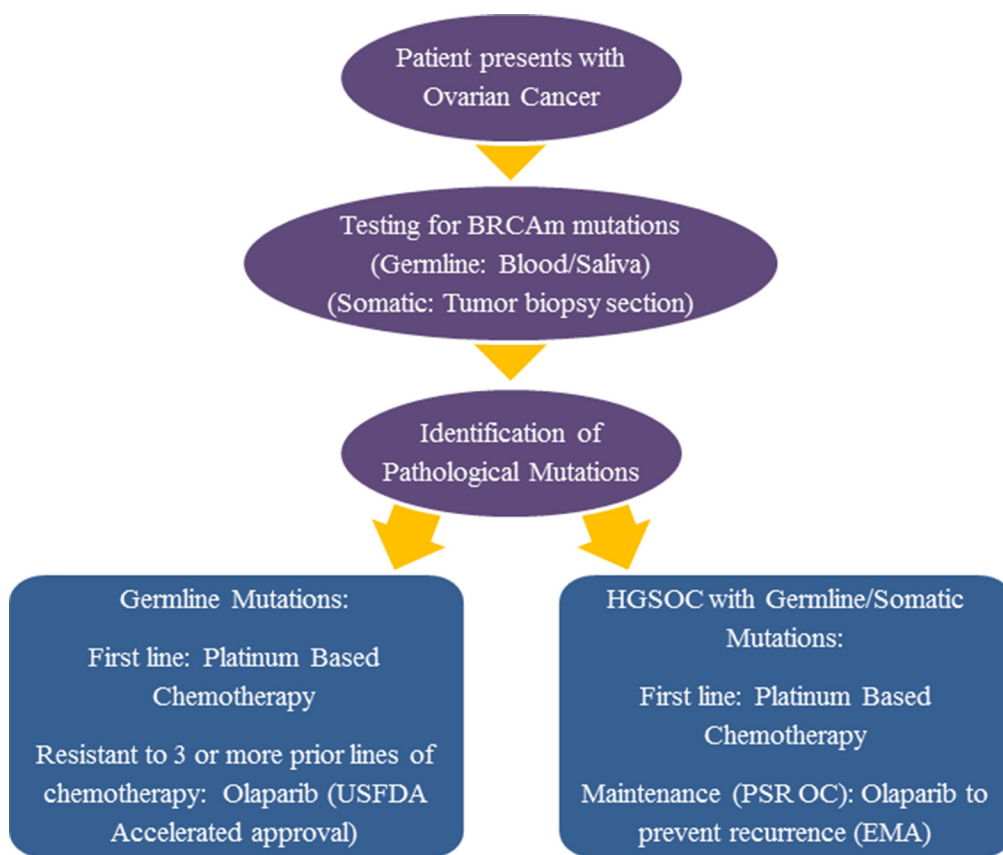 Patient presents with
Ovarian Cancer
Testing for BRCAm mutations
(Germline: Blood/Saliva)
(Somatic: Tumor biopsy section)
Identification of
Pathological Mutations
Germline Mutations:
First line: Platinum Based
Chemotherapy
Resistant to 3 or more prior lines of
chemotherapy: Olaparib (USFDA
Accelerated approval)
HGSOC with Germline/Somatic
Mutations:
First line: Platinum Based
Chemotherapy
Maintenance (PSR OC): Olaparib to
prevent recurrence (EMA)